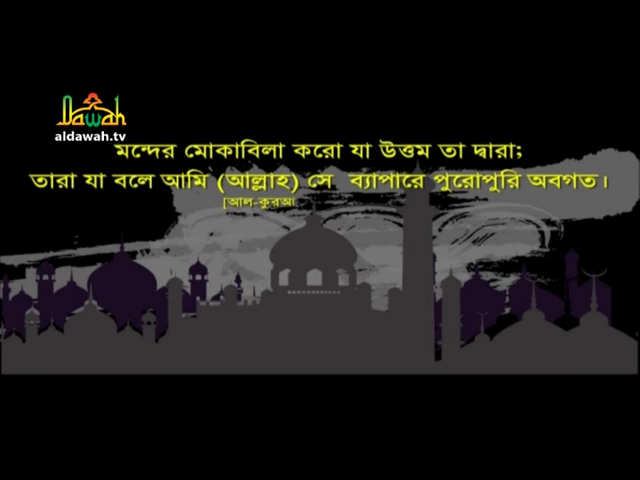 Dawah
aldawah.tv
মন্দের মোকাবিলা করো যা উত্তম তা দ্বারা;
তারা যা বলে আমি (আল্লাহ) সে ব্যাপারে পুরোপুরি অবগত।
[আল-কুরআ